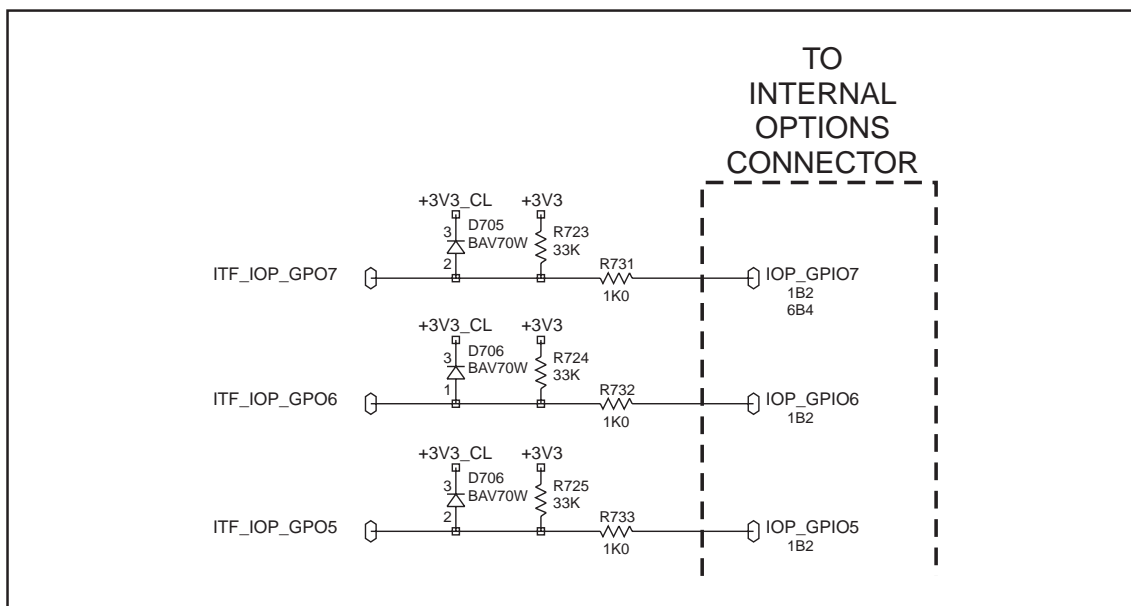 TO
INTERNAL
OPTIONS
CONNECTOR
+3V3_CL +3V3
3 D705 R723
BAV70W 33K
2 R731
ITF_IOP_GPO7 IOP_GPIO7
1K0 1B2
6B4
+3V3_CL +3V3
3 D706 R724
BAV70W 33K
1 R732
ITF_IOP_GPO6 IOP_GPIO6
1K0 1B2
+3V3_CL +3V3
3 D706 R725
BAV70W 33K
2 R733
ITF_IOP_GPO5 IOP_GPIO5
1K0 1B2